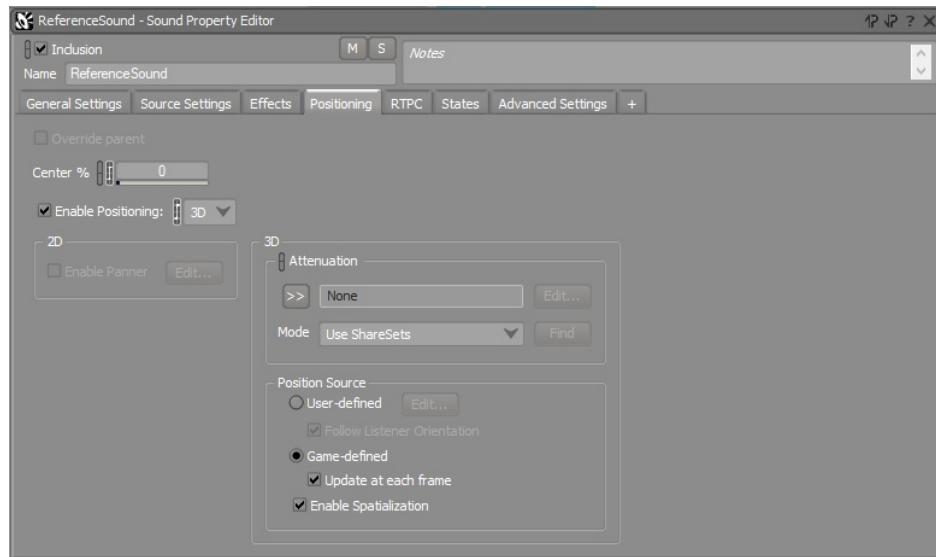 ReferenceSound - Sound Property Editor
Inclusion M S Notes
Name ReferenceSound
General Settings Source Settings Effects Positioning RTPC States Advanced Settings +
Override parent
Center % 0
Enable Positioning: 3D
2D
Enable Panner Edit...
3D
Attenuation
>> None Edit...
Mode Use ShareSets Find
Position Source
User-defined Edit...
Follow Listener Orientation
Game-defined
Update at each frame
Enable Spatialization